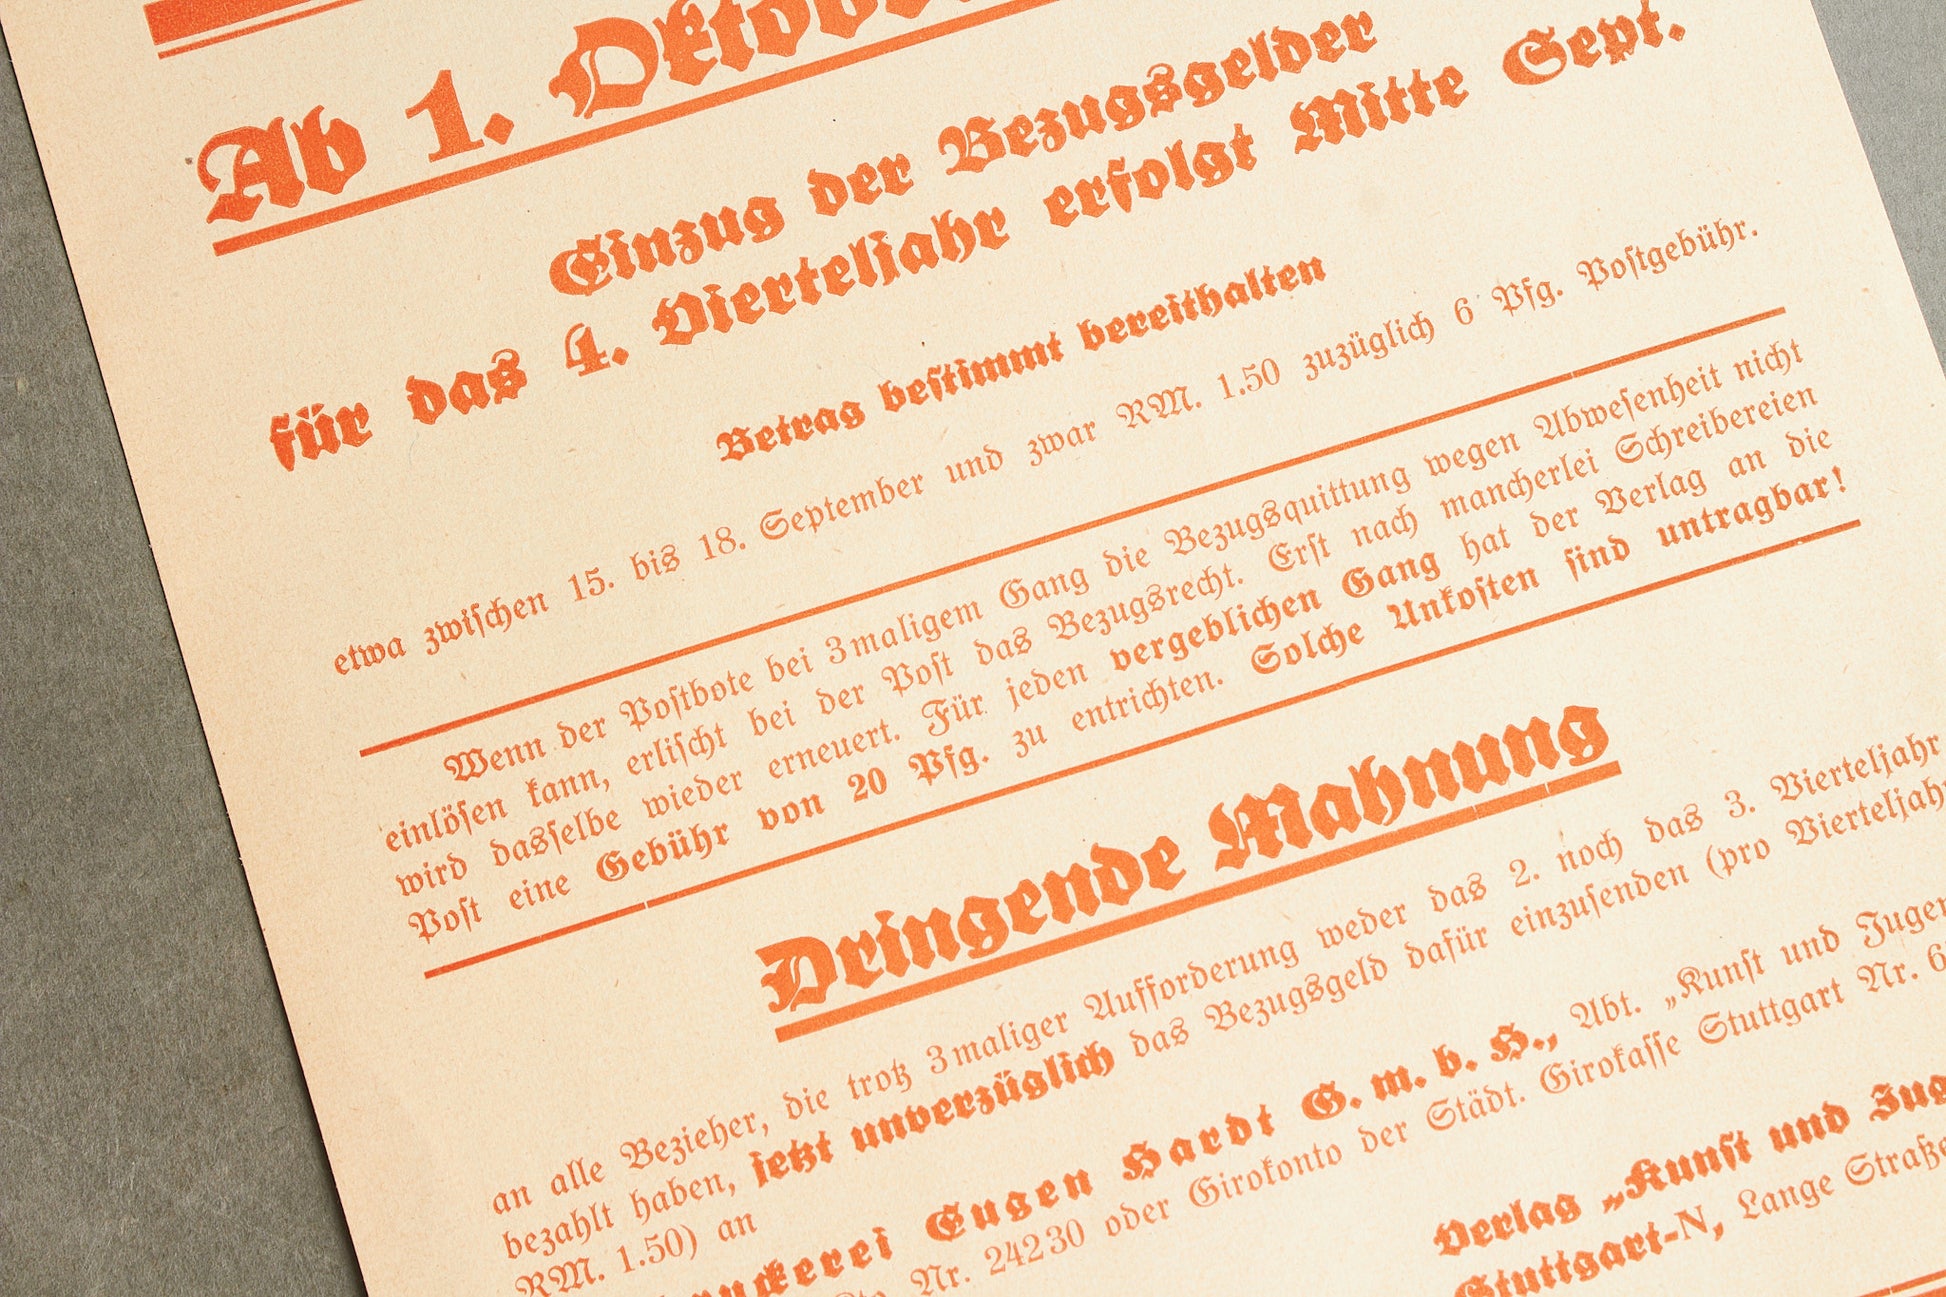 Ab 1. Oktober
Einzug der Bezugsgelder
für das 4. Vierteljahr erfolgt Mitte Sept.
Betrag bestimmt bereithalten
etwa zwischen 15. bis 18. September und zwar RM. 1.50 zuzüglich 6 Pfg. Postgebühr.
Wenn der Postbote bei 3maligem Gang die Bezugsquittung wegen Abwesenheit nicht
einlösen kann, erlischt bei der Post das Bezugsrecht. Erst nach mancherlei Schreibereien
wird dasselbe wieder erneuert. Für jeden vergeblichen Gang hat der Verlag an die
Post eine Gebühr von 20 Pfg. zu entrichten. Solche Unkosten sind untragbar!
Dringende Mahnung
an alle Bezieher, die trotz 3maliger Aufforderung weder das 2. noch das 3. Vierteljahr
bezahlt haben, jetzt unverzüglich das Bezugsgeld dafür einzusenden (pro Vierteljahr
RM. 1.50) an
Eugen Hardt G. m. b. H., Abt. „Kunst und
Nr. 24230 oder Girokonto der Städt. Girokasse Stuttgart Nr. 6
Verlag „Kunst und
Stuttgart-N, Lange Straße